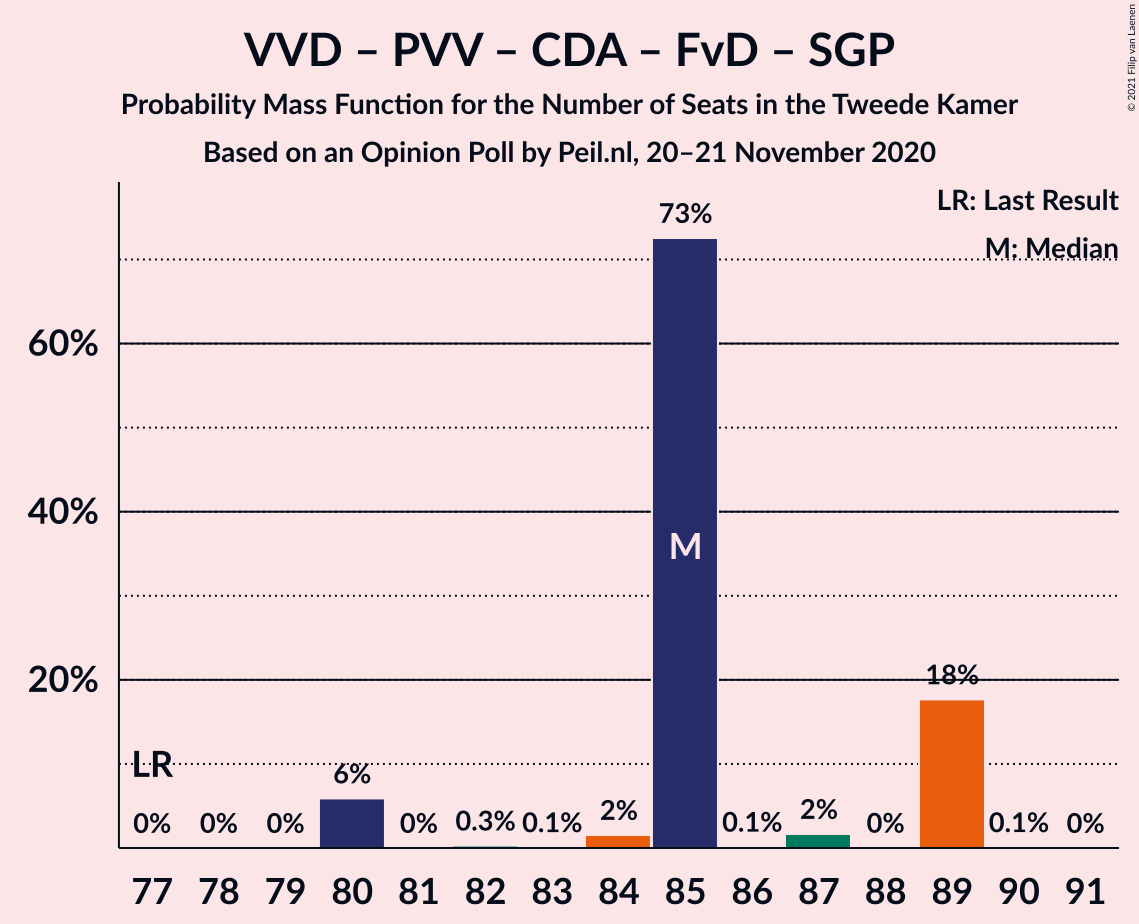 VVD – PVV – CDA – FvD – SGP
Probability Mass Function for the Number of Seats in the Tweede Kamer
Based on an Opinion Poll by Peil.nl, 20–21 November 2020
© 2021 Filip van Laenen
LR: Last Result
M: Median
60%
40%
20%
LR
M
0% 0% 0% 6% 0% 0.3% 0.1% 2% 73% 0.1% 2% 0% 18% 0.1% 0%
77 78 79 80 81 82 83 84 85 86 87 88 89 90 91